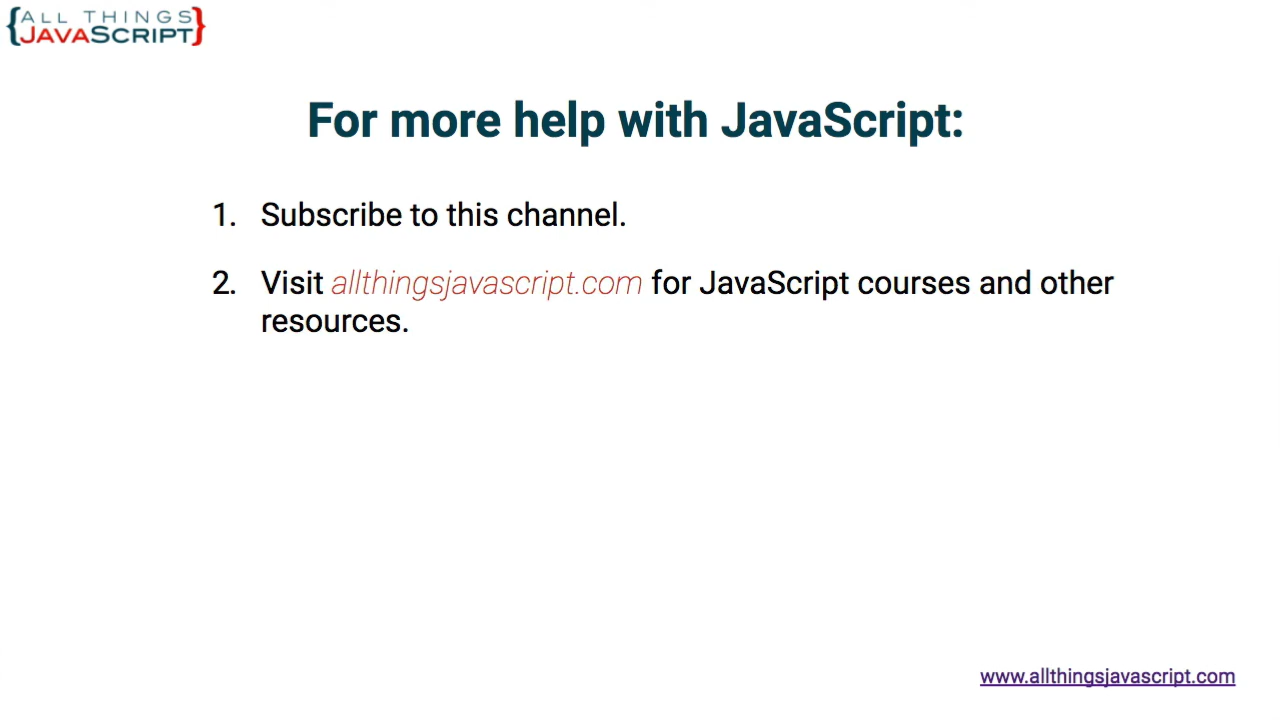 {ALL THINGS
JAVASCRIPT}
For more help with JavaScript:
1. Subscribe to this channel.
2. Visit allthingsjavascript.com for JavaScript courses and other
resources.
www.allthingsjavascript.com